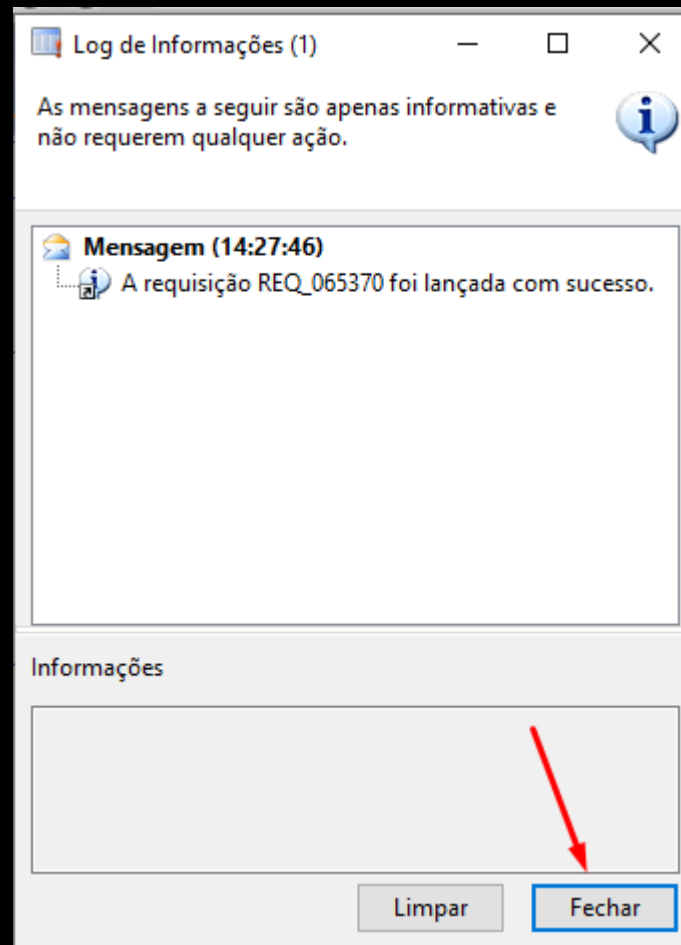 Log de Informações (1)
As mensagens a seguir são apenas informativas e
não requerem qualquer ação.
Mensagem (14:27:46)
A requisição REQ_065370 foi lançada com sucesso.
Informações
Limpar
Fechar